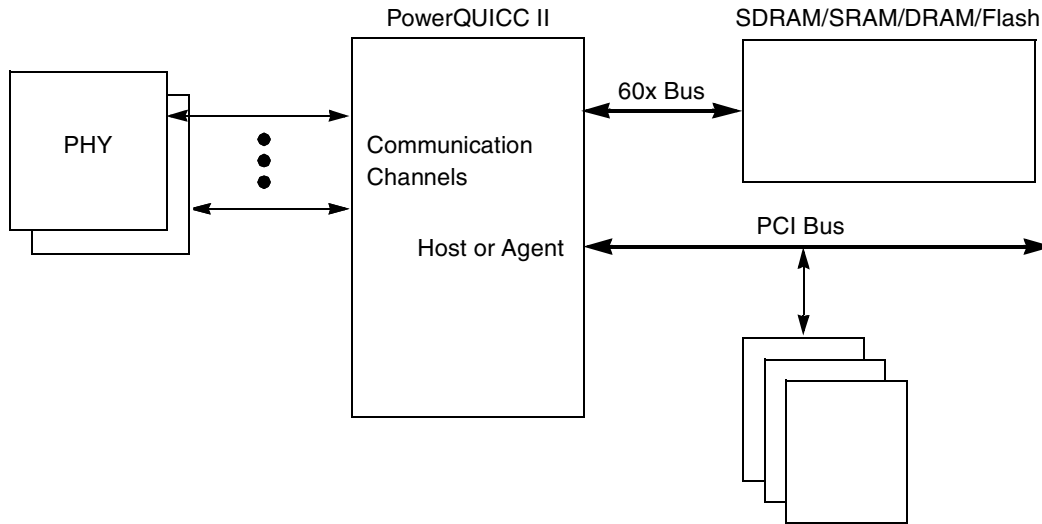 PowerQUICC II
SDRAM/SRAM/DRAM/Flash
60x Bus
PHY
Communication
Channels
PCI Bus
Host or Agent